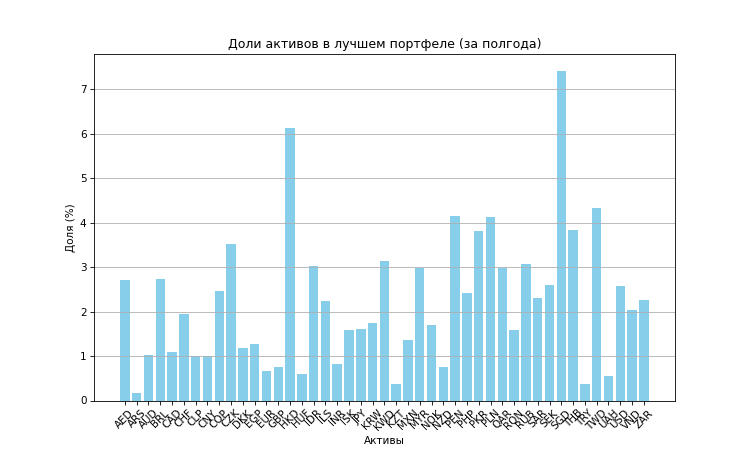 Доли активов в лучшем портфеле (за полгода)
Доля (%)
7
6
5
4
3
2
1
0
AED ARS AUD BRL CAD CHF CLP CNY COP CZK DKK EGP EUR GBP HKD HUF IDR ILS INR ISK JPY KRW KWD KZT MXN MYR NOK NZD PEN PHP PKR PLN QAR RON RUB SAR SEK SGD THB TRY TWD UAH USD VND ZAR
Активы